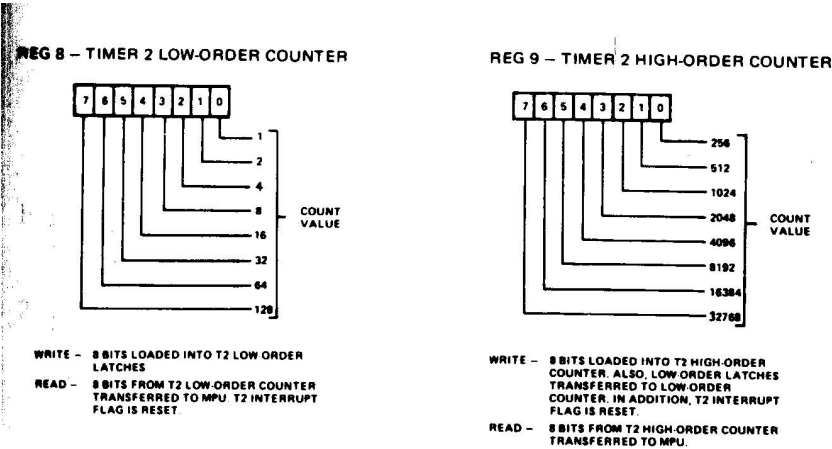 REG 8 – TIMER 2 LOW-ORDER COUNTER
7 6 5 4 3 2 1 0
1
2
4
8
16
32
64
128
COUNT
VALUE
WRITE – 8 BITS LOADED INTO T2 LOW-ORDER
LATCHES
READ – 8 BITS FROM T2 LOW-ORDER COUNTER
TRANSFERRED TO MPU. T2 INTERRUPT
FLAG IS RESET.
REG 9 – TIMER 2 HIGH-ORDER COUNTER
7 6 5 4 3 2 1 0
256
512
1024
2048
4096
8192
16384
32768
COUNT
VALUE
WRITE – 8 BITS LOADED INTO T2 HIGH-ORDER
COUNTER. ALSO, LOW-ORDER LATCHES
TRANSFERRED TO LOW-ORDER
COUNTER. IN ADDITION, T2 INTERRUPT
FLAG IS RESET.
READ – 8 BITS FROM T2 HIGH-ORDER COUNTER
TRANSFERRED TO MPU.